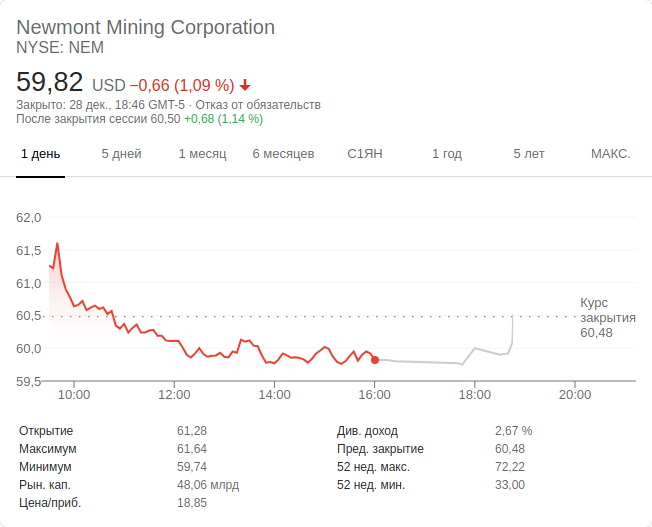 Newmont Mining Corporation
NYSE: NEM
59,82 USD −0,66 (1,09 %)
Закрыто: 28 дек., 18:46 GMT-5 · Отказ от обязательств
После закрытия сессии 60,50 +0,68 (1,14 %)
1 день 5 дней 1 месяц 6 месяцев С1ЯН 1 год 5 лет МАКС.
62,0
61,5
61,0
60,5
60,0
59,5
Курс
закрытия
60,48
10:00 12:00 14:00 16:00 18:00 20:00
Открытие 61,28 Див. доход 2,67 %
Максимум 61,64 Пред. закрытие 60,48
Минимум 59,74 52 нед. макс. 72,22
Рын. кап. 48,06 млрд 52 нед. мин. 33,00
Цена/приб. 18,85